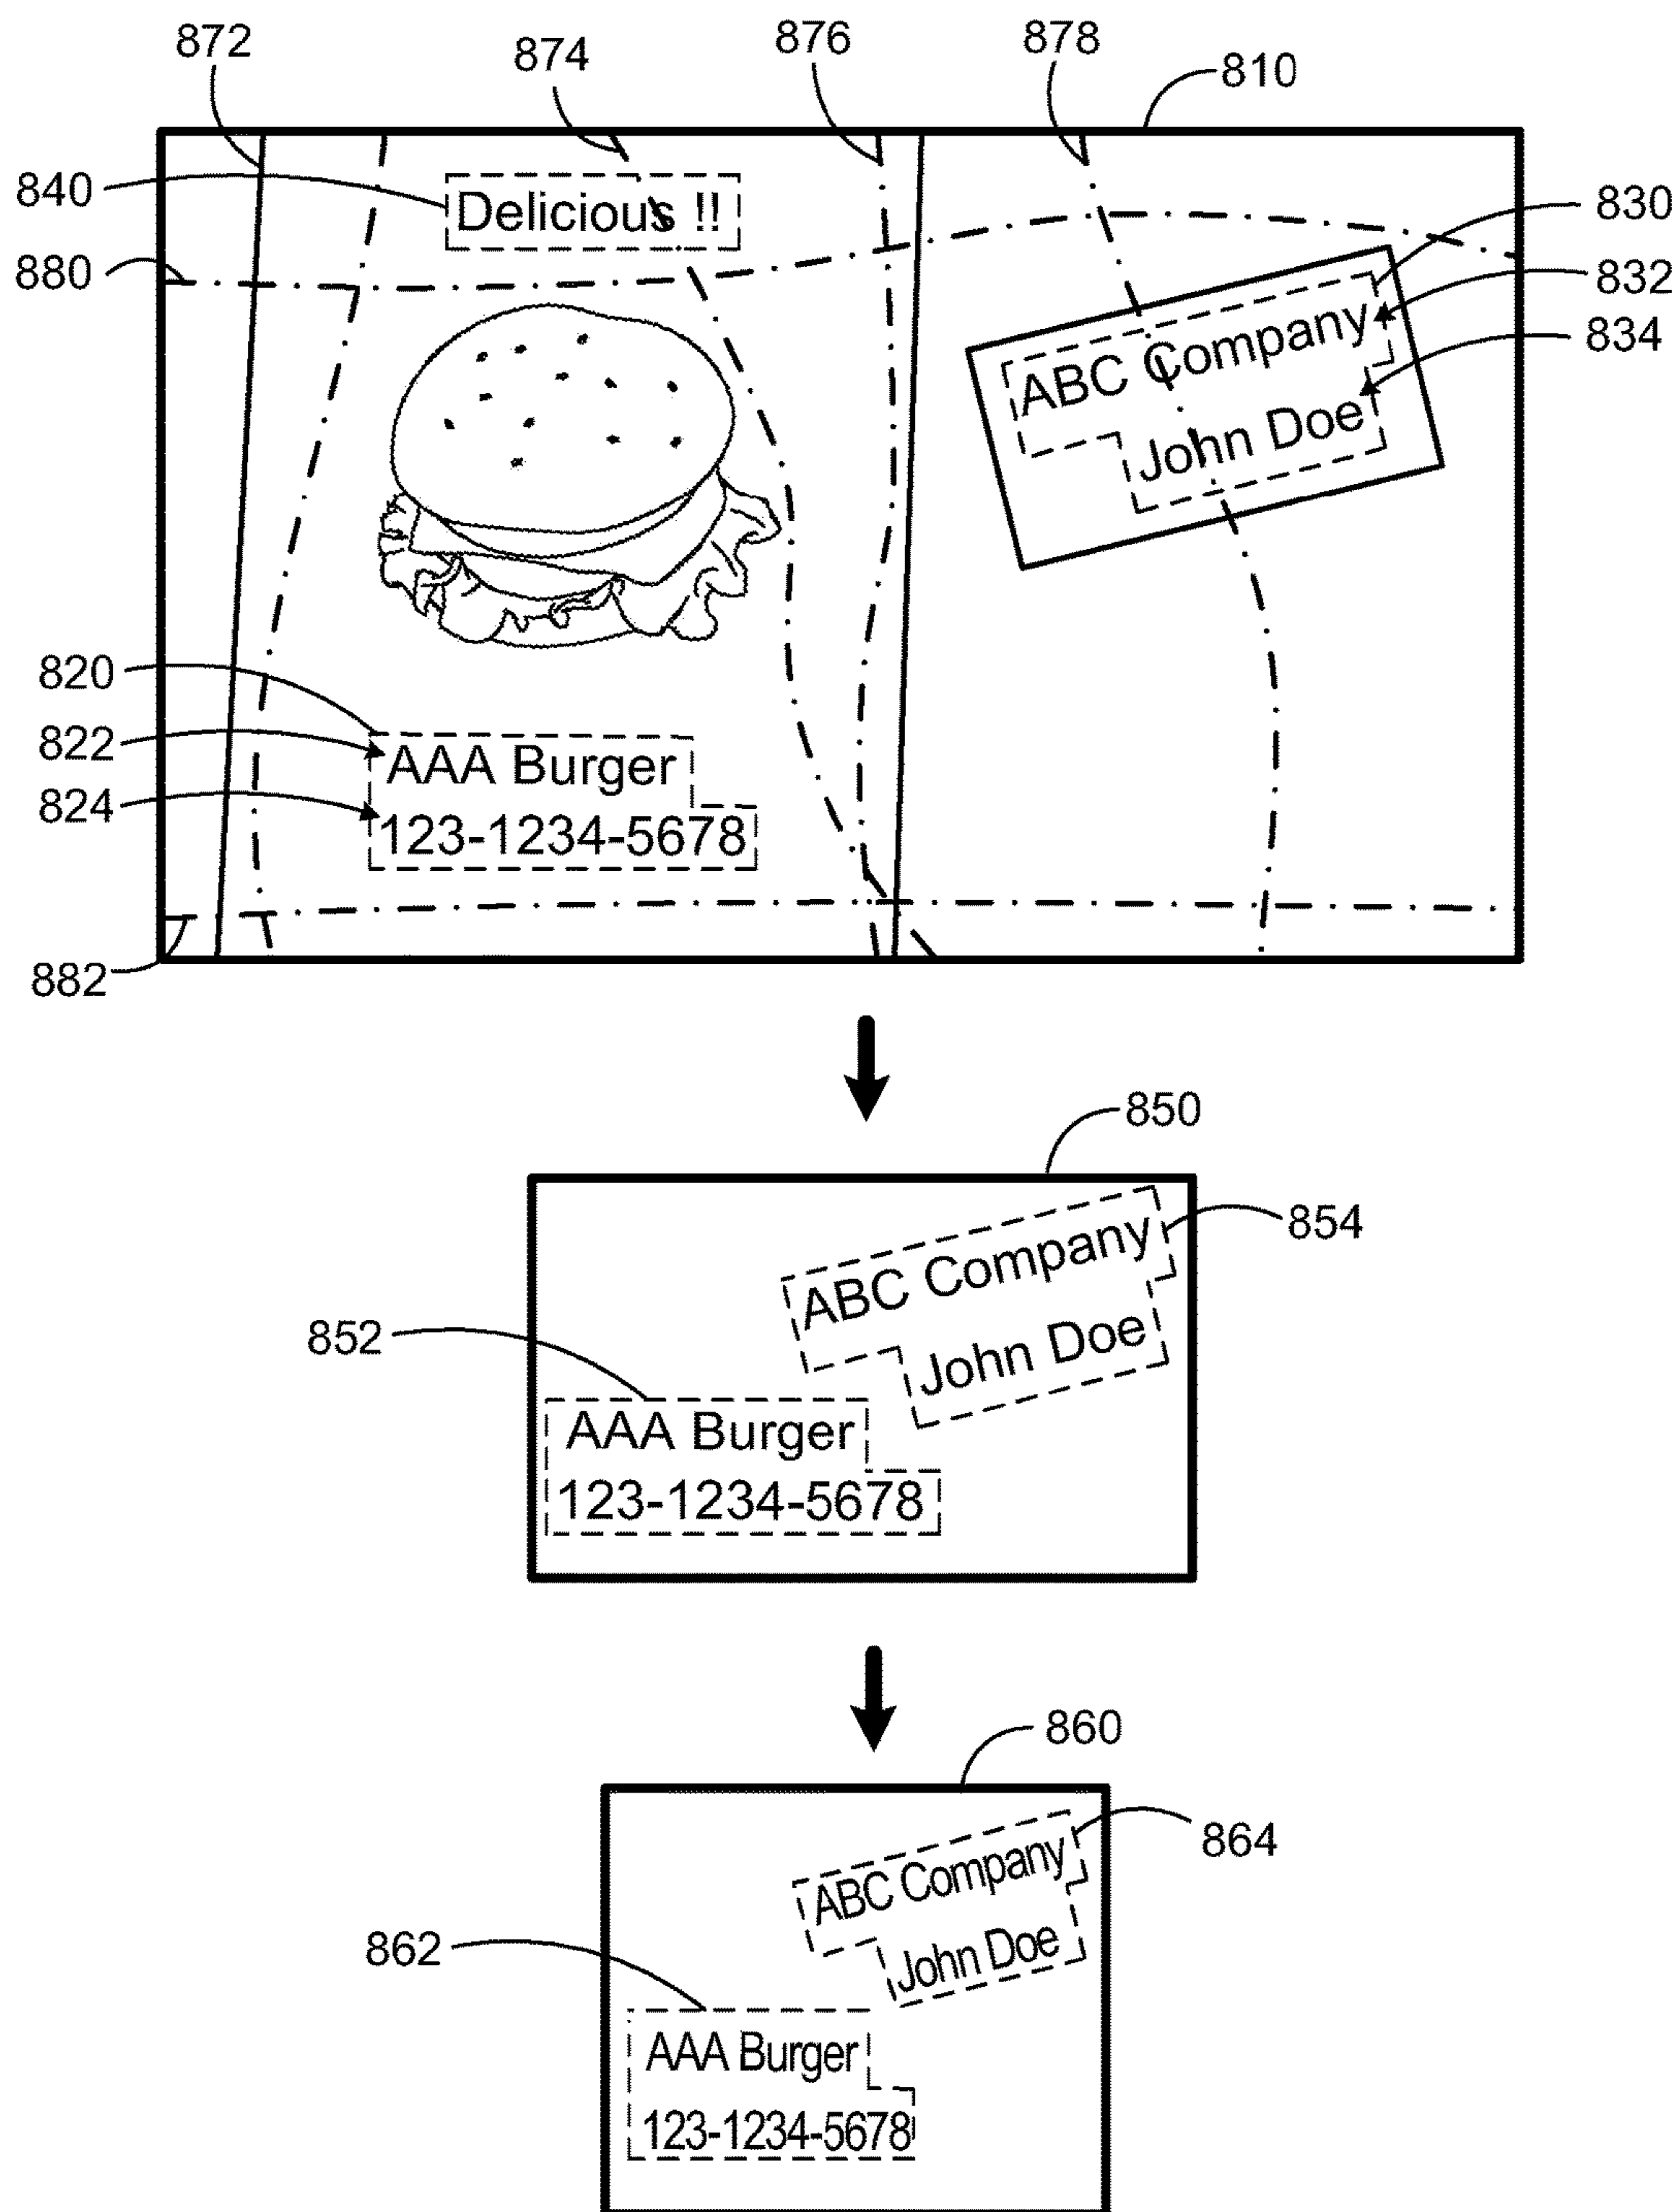 872
874
876
878
810
840
Delicious !!
830
880
832
ABC Company
834
John Doe
820
822
AAA Burger
824
123-1234-5678
882
850
854
ABC Company
852
John Doe
AAA Burger
123-1234-5678
860
864
ABC Company
862
John Doe
AAA Burger
123-1234-5678